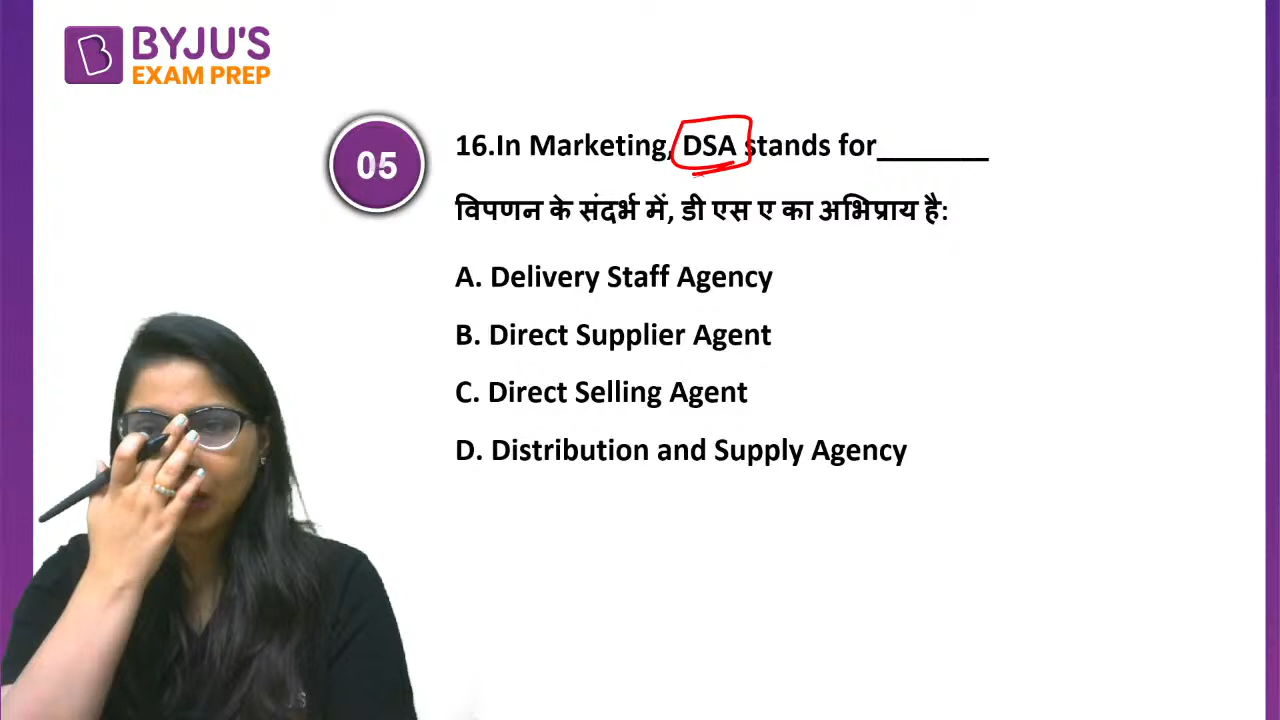 BYJU'S
EXAM PREP
05
16.In Marketing, DSA stands for_______
विपणन के संदर्भ में, डी एस ए का अभिप्राय है:
A. Delivery Staff Agency
B. Direct Supplier Agent
C. Direct Selling Agent
D. Distribution and Supply Agency